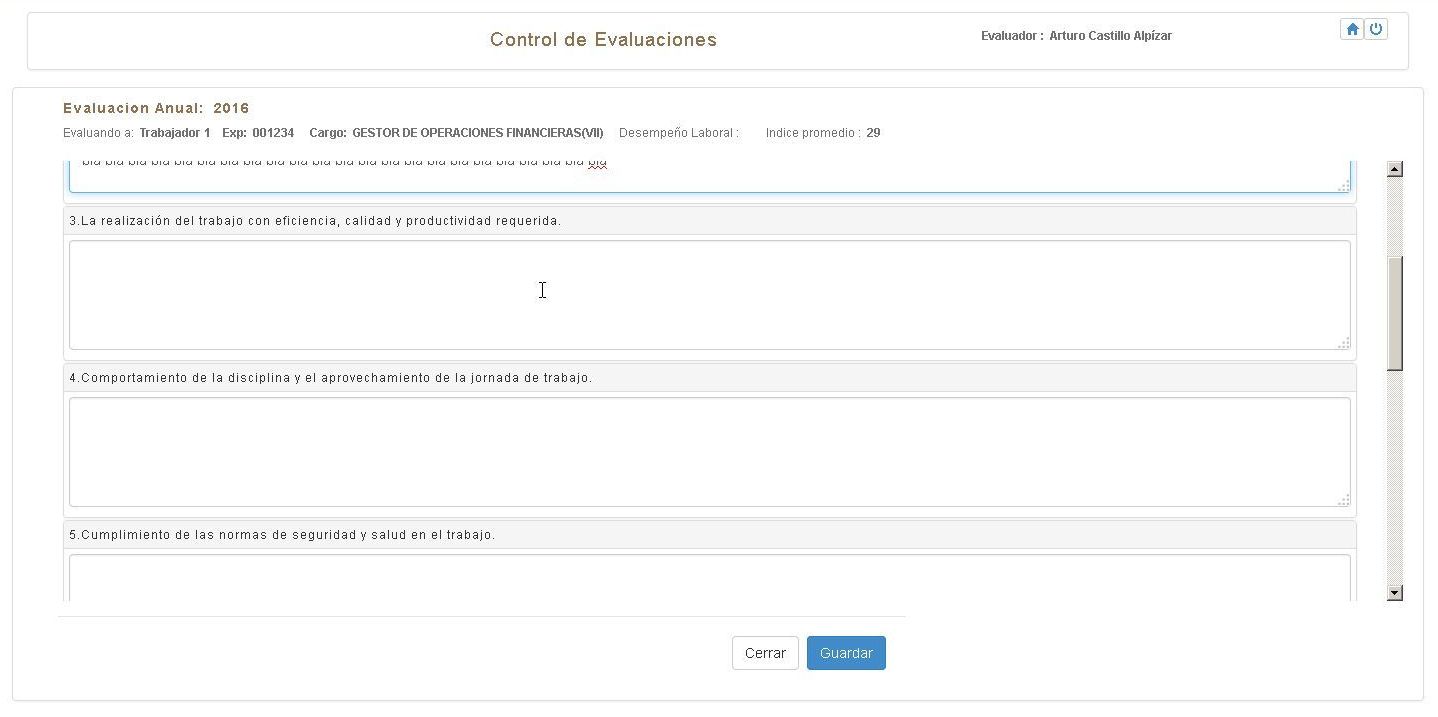 Control de Evaluaciones
Evaluador : Arturo Castillo Alpízar
Evaluacion Anual: 2016
Evaluando a: Trabajador 1 Exp: 001234 Cargo: GESTOR DE OPERACIONES FINANCIERAS(VII) Desempeño Laboral : Indice promedio : 29
bla bla bla bla bla bla bla bla bla bla bla bla bla bla bla bla bla bla bla bla bla bla bla
3.La realización del trabajo con eficiencia, calidad y productividad requerida.
4.Comportamiento de la disciplina y el aprovechamiento de la jornada de trabajo.
5.Cumplimiento de las normas de seguridad y salud en el trabajo.
Cerrar Guardar